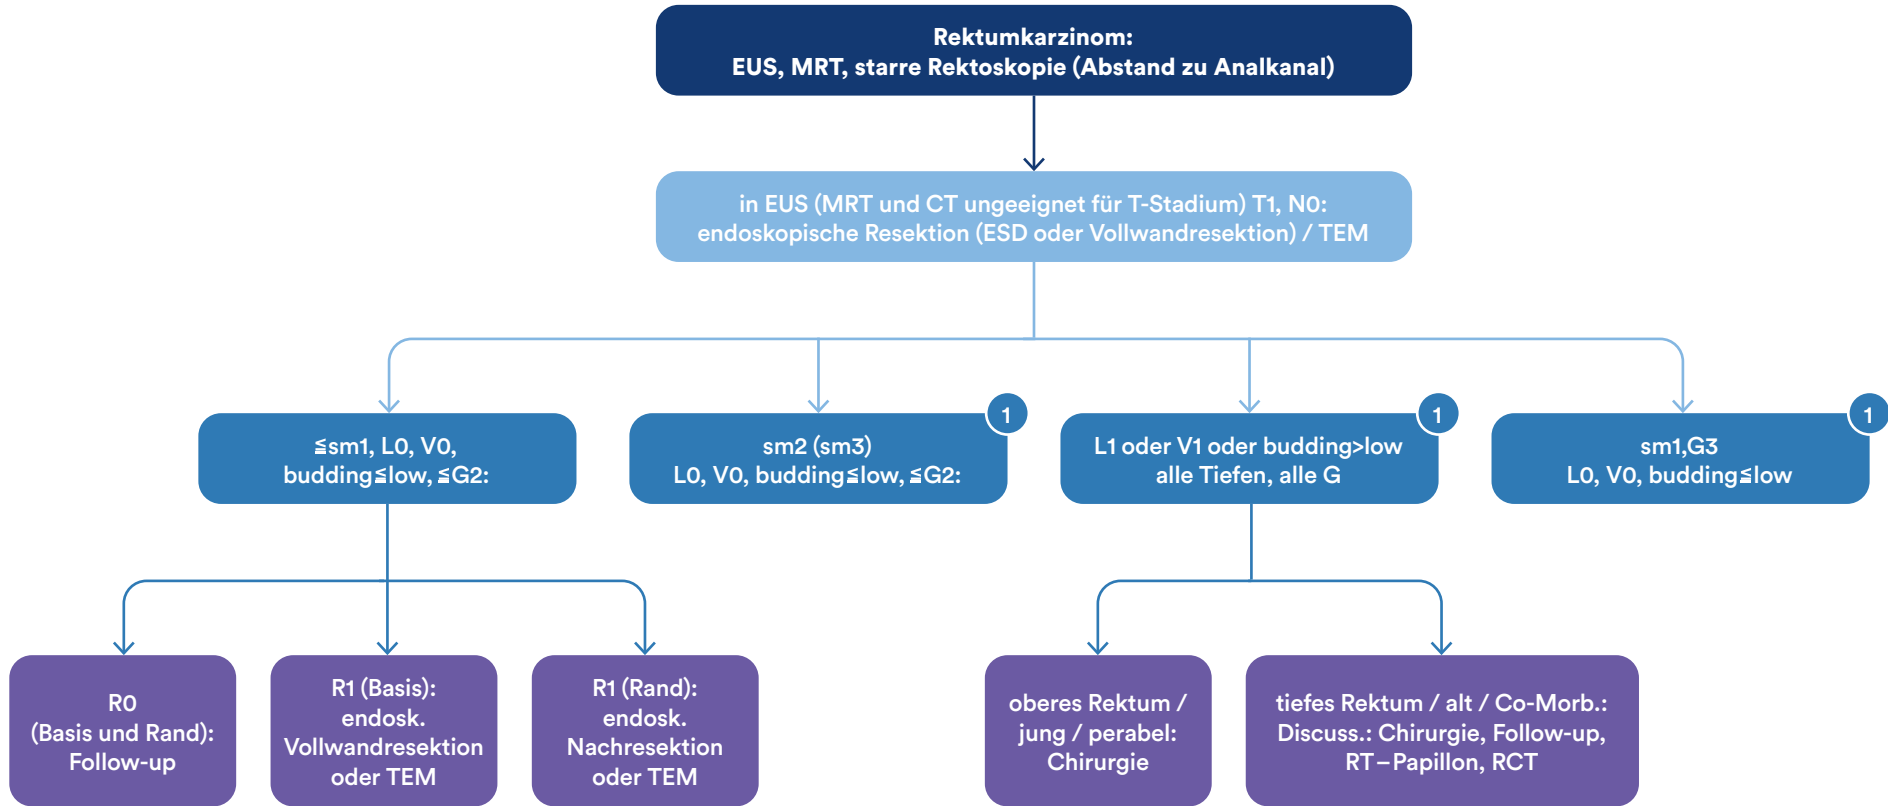 Rektumkarzinom:
EUS, MRT, starre Rektoskopie (Abstand zu Analkanal)
in EUS (MRT und CT ungeeignet für T-Stadium) T1, N0:
endoskopische Resektion (ESD oder Vollwandresektion) / TEM
≦sm1, L0, V0,
budding≦low, ≦G2:
1
sm2 (sm3)
L0, V0, budding≦low, ≦G2:
1
L1 oder V1 oder budding>low
alle Tiefen, alle G
1
sm1,G3
L0, V0, budding≦low
R0
(Basis und Rand):
Follow-up
R1 (Basis):
endosk.
Vollwandresektion
oder TEM
R1 (Rand):
endosk.
Nachresektion
oder TEM
oberes Rektum /
jung / perabel:
Chirurgie
tiefes Rektum / alt / Co-Morb.:
Discuss.: Chirurgie, Follow-up,
RT–Papillon, RCT